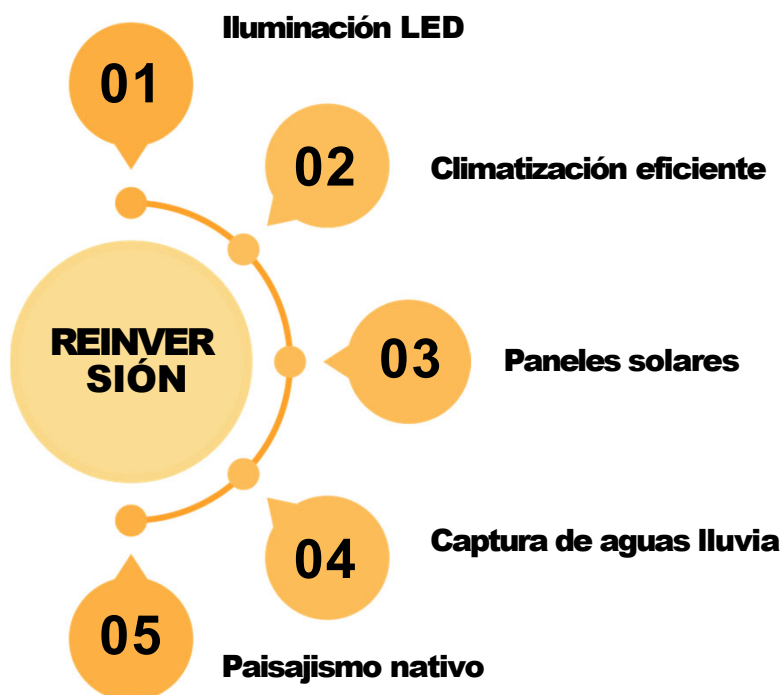 Iluminación LED
01
02
Climatización eficiente
REINVER
SIÓN
03
Paneles solares
04
Captura de aguas lluvia
05
Paisajismo nativo